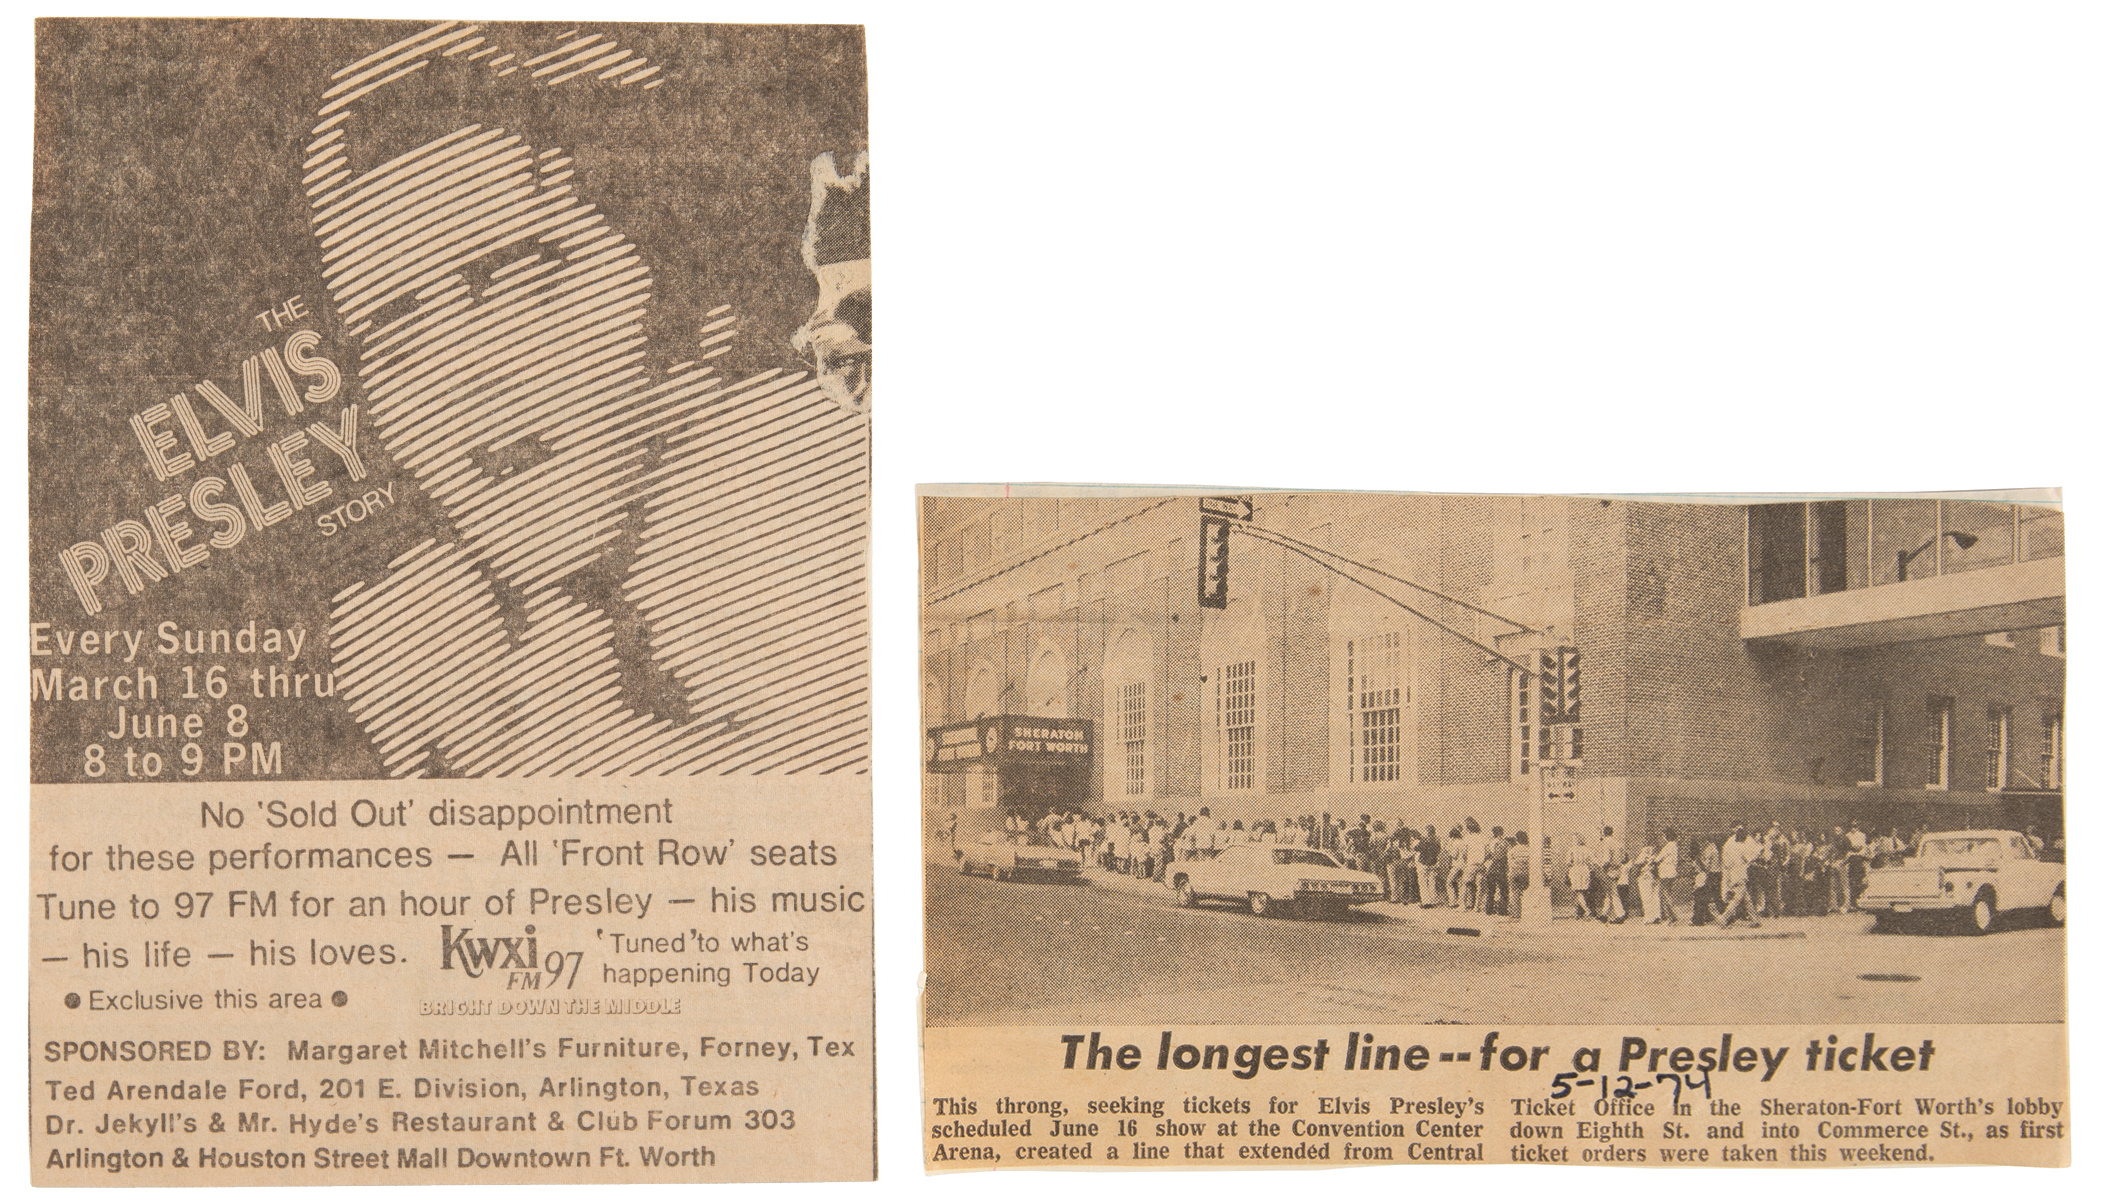 THE
ELVIS
PRESLEY
STORY
Every Sunday
March 16 thru
June 8
8 to 9 PM
No 'Sold Out' disappointment
for these performances — All 'Front Row' seats
Tune to 97 FM for an hour of Presley — his music
— his life — his loves.
Kwxi
FM 97
'Tuned' to what's
happening Today
• Exclusive this area •
BRIGHT DOWN THE MIDDLE
SPONSORED BY: Margaret Mitchell's Furniture, Forney, Tex
Ted Arendale Ford, 201 E. Division, Arlington, Texas
Dr. Jekyll's & Mr. Hyde's Restaurant & Club Forum 303
Arlington & Houston Street Mall Downtown Ft. Worth
SHERATON
FORT WORTH
The longest line--for a Presley ticket
5-12-74
This throng, seeking tickets for Elvis Presley's
scheduled June 16 show at the Convention Center
Arena, created a line that extended from Central
Ticket Office in the Sheraton-Fort Worth's lobby
down Eighth St. and into Commerce St., as first
ticket orders were taken this weekend.